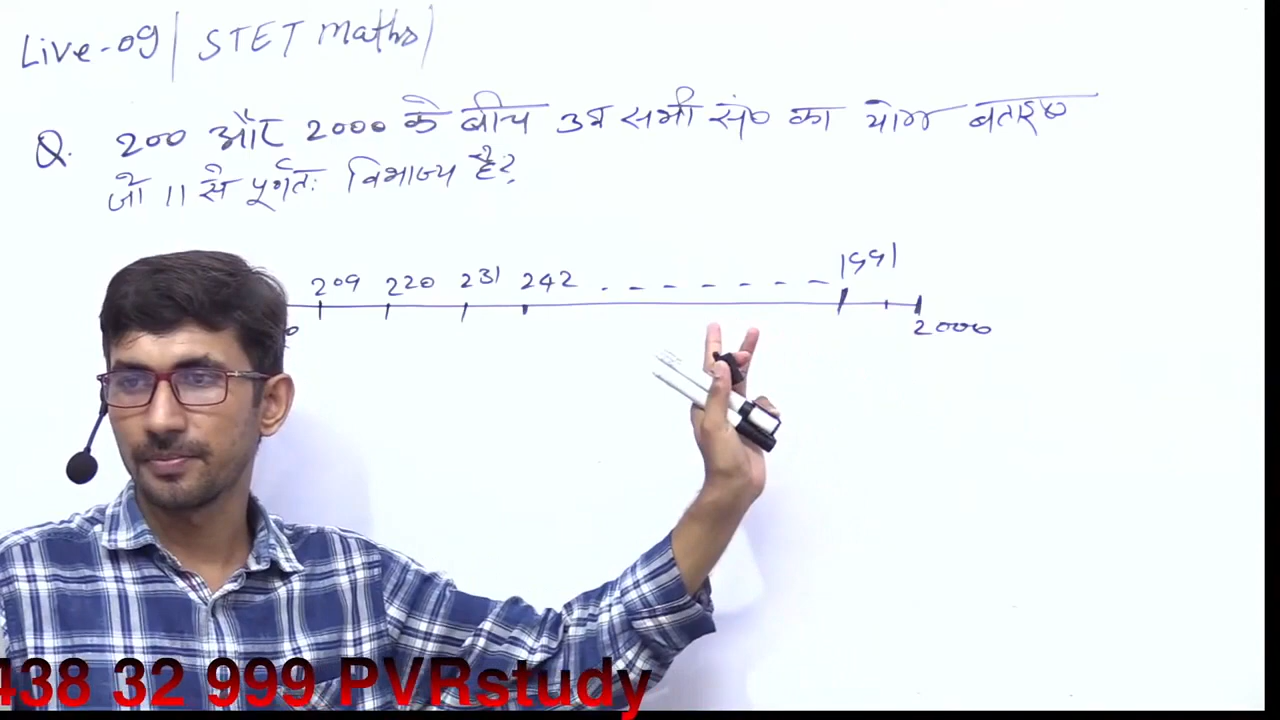 Live-09 | STET Maths |
Q. 200 और 2000 के बीच उन सभी सं० का योग बताइए
जो 11 से पूर्णतः विभाज्य है?
209 220 231 242 . - - - - - - 1991
0 2000
438 32 999 PVRstudy